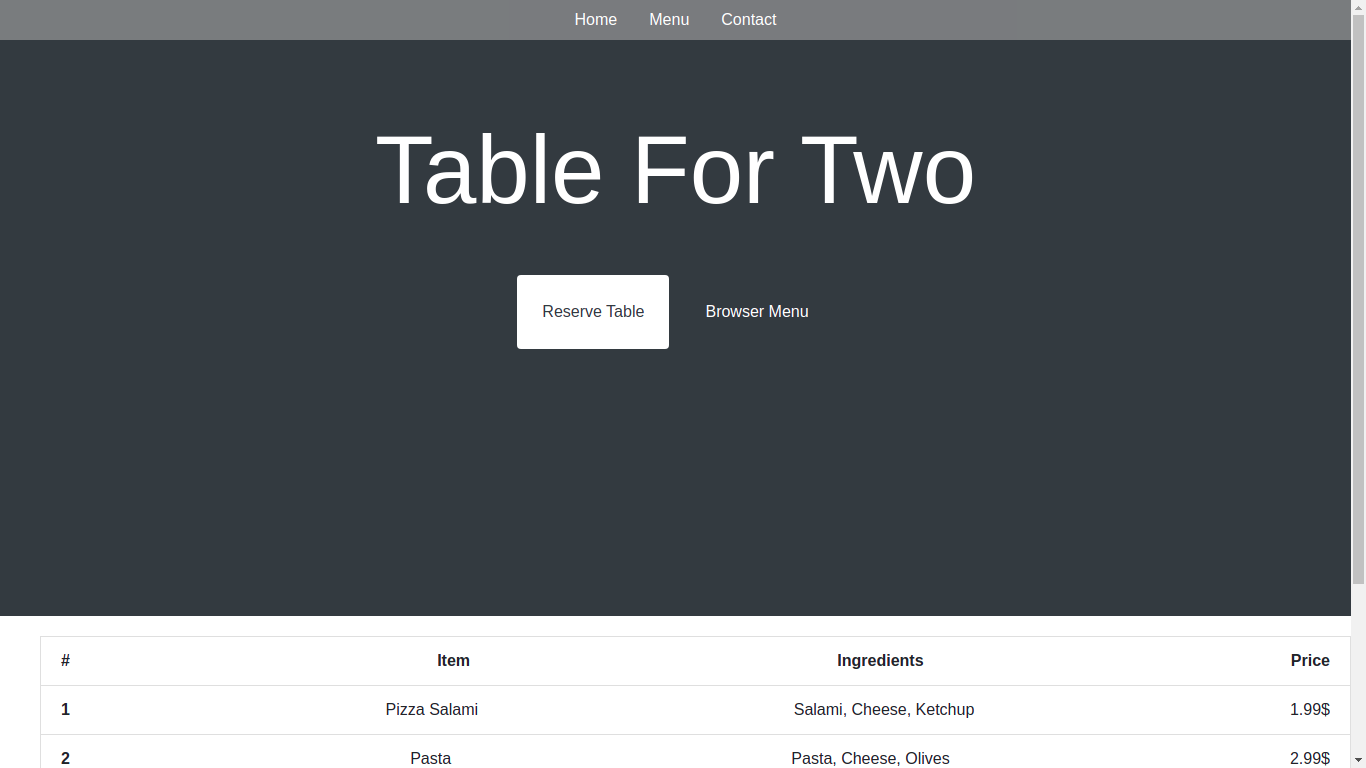 Home Menu Contact
Table For Two
Reserve Table Browser Menu
# Item Ingredients Price
1 Pizza Salami Salami, Cheese, Ketchup 1.99$
2 Pasta Pasta, Cheese, Olives 2.99$